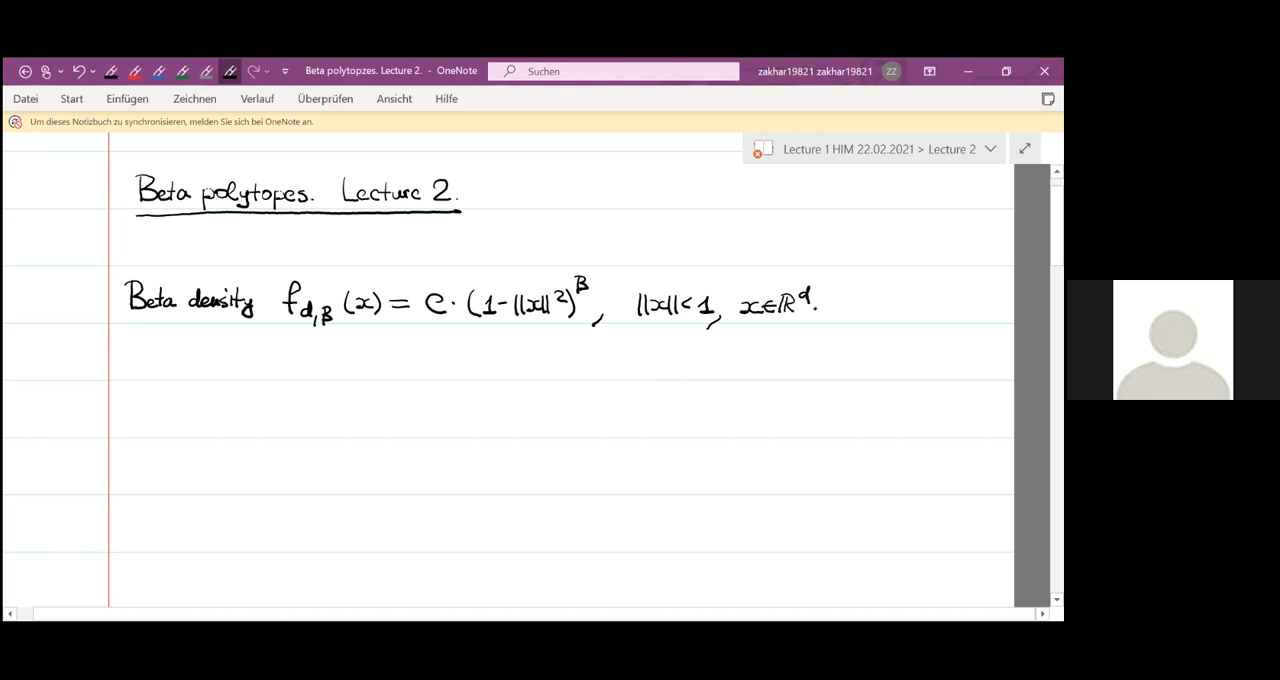 Beta polytopzes. Lecture 2. - OneNote
Suchen
zakhar19821 zakhar19821
ZZ
Datei Start Einfügen Zeichnen Verlauf Überprüfen Ansicht Hilfe
Um dieses Notizbuch zu synchronisieren, melden Sie sich bei OneNote an.
Lecture 1 HIM 22.02.2021 > Lecture 2
Beta polytopes. Lecture 2.
Beta density f_{d,β}(x) = C · (1-||x||²)^β, ||x||<1, x∈ℝ^d.